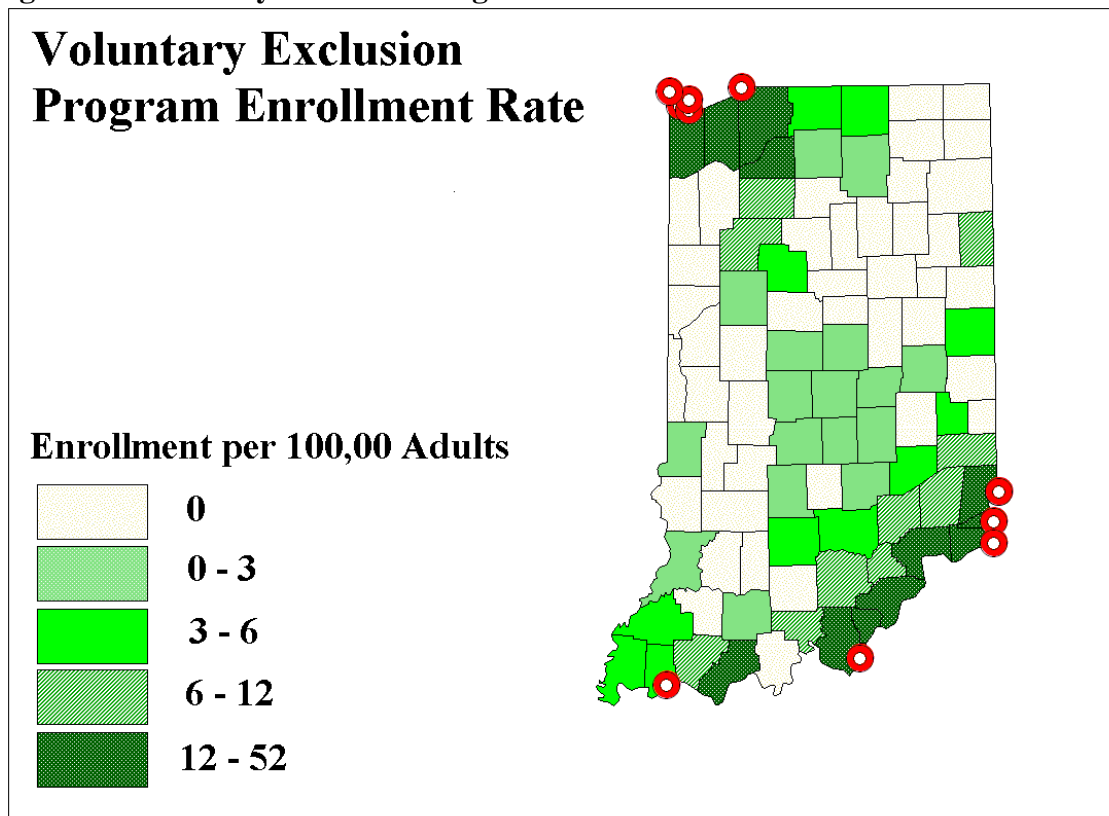 Voluntary Exclusion
Program Enrollment Rate
Enrollment per 100,00 Adults
0
0 - 3
3 - 6
6 - 12
12 - 52